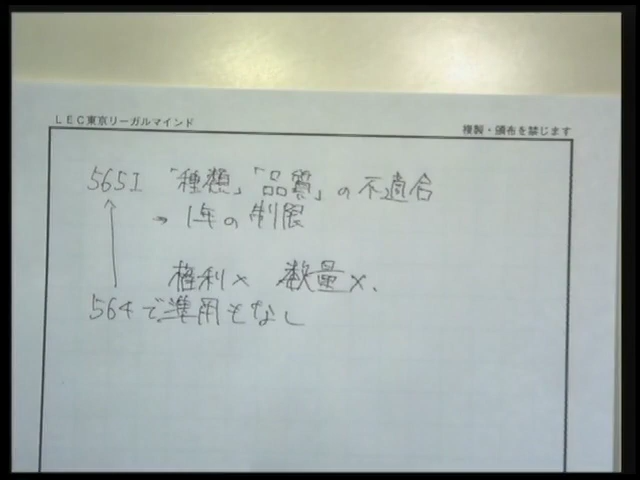 LEC東京リーガルマインド
複製・頒布を禁じます
565I 「種類」「品質」の不適合
→ 1年の制限
権利× 数量×.
564で準用もなし